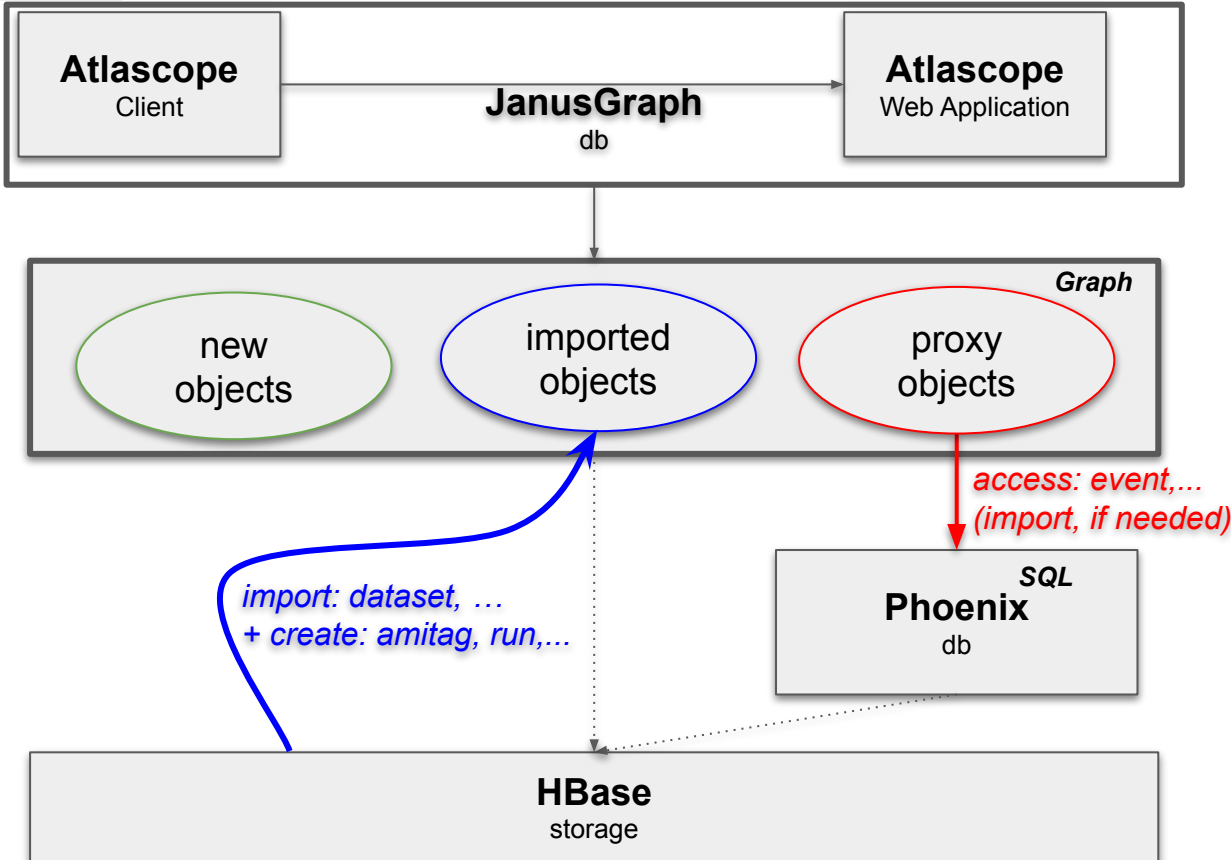 Atlascope
Client
JanusGraph
db
Atlascope
Web Application
Graph
new
objects
imported
objects
proxy
objects
access: event,...
(import, if needed)
import: dataset, …
+ create: amitag, run,...
SQL
Phoenix
db
HBase
storage